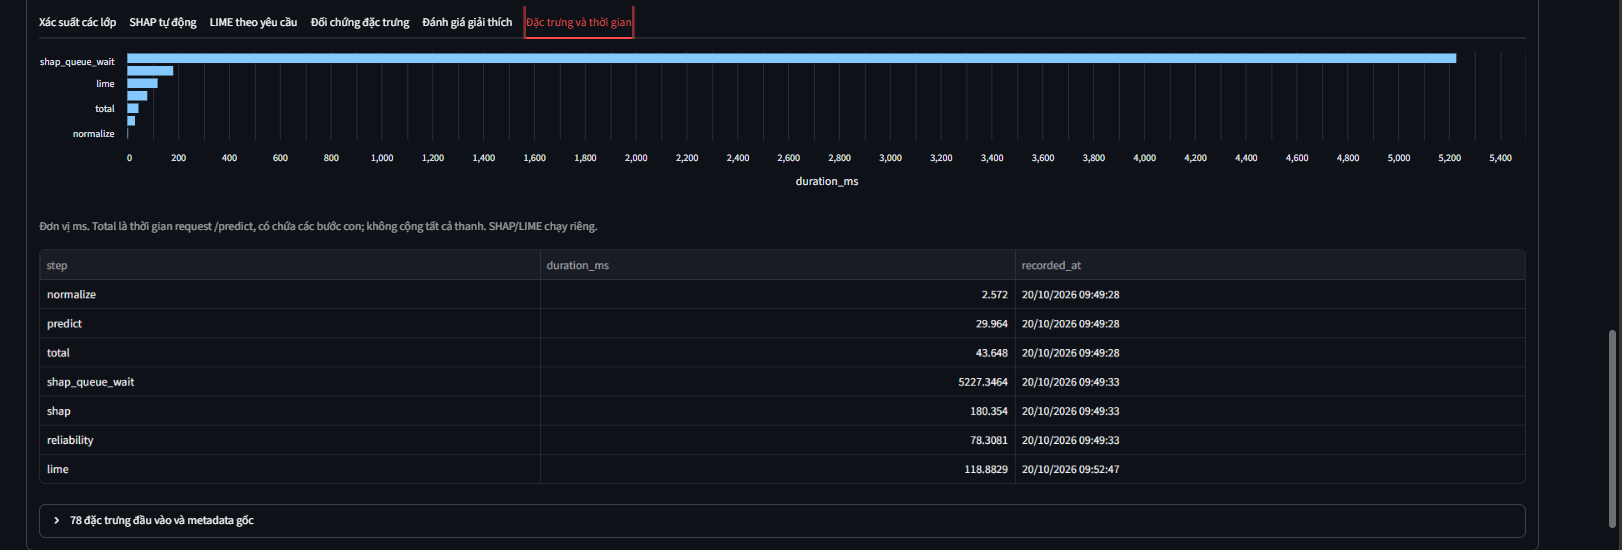 Xác suất các lớp SHAP tự động LIME theo yêu cầu Đối chứng đặc trưng Đánh giá giải thích Đặc trưng và thời gian
shap_queue_wait
lime
total
normalize
0 200 400 600 800 1,000 1,200 1,400 1,600 1,800 2,000 2,200 2,400 2,600 2,800 3,000 3,200 3,400 3,600 3,800 4,000 4,200 4,400 4,600 4,800 5,000 5,200 5,400
duration_ms
Đơn vị ms. Total là thời gian request /predict, có chứa các bước con; không cộng tất cả thanh. SHAP/LIME chạy riêng.
step duration_ms recorded_at
normalize 2.572 20/10/2026 09:49:28
predict 29.964 20/10/2026 09:49:28
total 43.648 20/10/2026 09:49:28
shap_queue_wait 5227.3464 20/10/2026 09:49:33
shap 180.354 20/10/2026 09:49:33
reliability 78.3081 20/10/2026 09:49:33
lime 118.8829 20/10/2026 09:52:47
78 đặc trưng đầu vào và metadata gốc